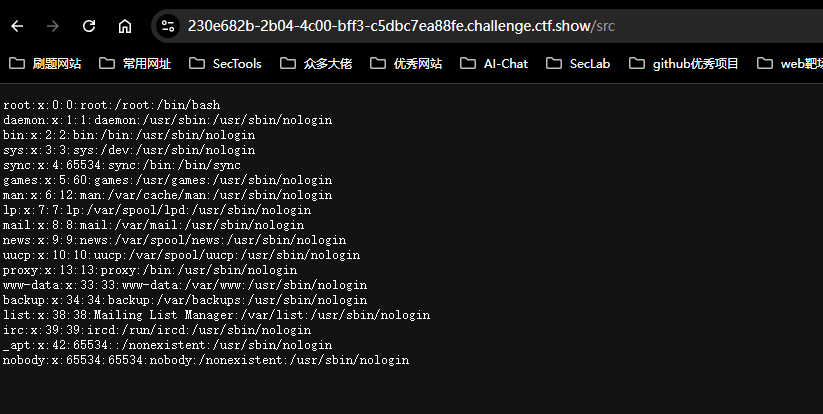 230e682b-2b04-4c00-bff3-c5dbc7ea88fe.challenge.ctf.show/src
刷题网站 常用网址 SecTools 众多大佬 优秀网站 AI-Chat SecLab github优秀项目 web靶场
root:x:0:0:root:/root:/bin/bash
daemon:x:1:1:daemon:/usr/sbin:/usr/sbin/nologin
bin:x:2:2:bin:/bin:/usr/sbin/nologin
sys:x:3:3:sys:/dev:/usr/sbin/nologin
sync:x:4:65534:sync:/bin:/bin/sync
games:x:5:60:games:/usr/games:/usr/sbin/nologin
man:x:6:12:man:/var/cache/man:/usr/sbin/nologin
lp:x:7:7:lp:/var/spool/lpd:/usr/sbin/nologin
mail:x:8:8:mail:/var/mail:/usr/sbin/nologin
news:x:9:9:news:/var/spool/news:/usr/sbin/nologin
uucp:x:10:10:uucp:/var/spool/uucp:/usr/sbin/nologin
proxy:x:13:13:proxy:/bin:/usr/sbin/nologin
www-data:x:33:33:www-data:/var/www:/usr/sbin/nologin
backup:x:34:34:backup:/var/backups:/usr/sbin/nologin
list:x:38:38:Mailing List Manager:/var/list:/usr/sbin/nologin
irc:x:39:39:ircd:/run/ircd:/usr/sbin/nologin
_apt:x:42:65534::/nonexistent:/usr/sbin/nologin
nobody:x:65534:65534:nobody:/nonexistent:/usr/sbin/nologin